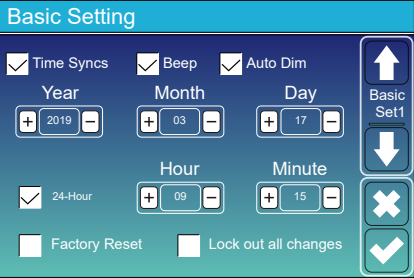 Basic Setting
Time Syncs Beep Auto Dim
Year Month Day
Basic
Set1
+ 2019 − + 03 − + 17 −
Hour Minute
24-Hour + 09 − + 15 −
Factory Reset Lock out all changes